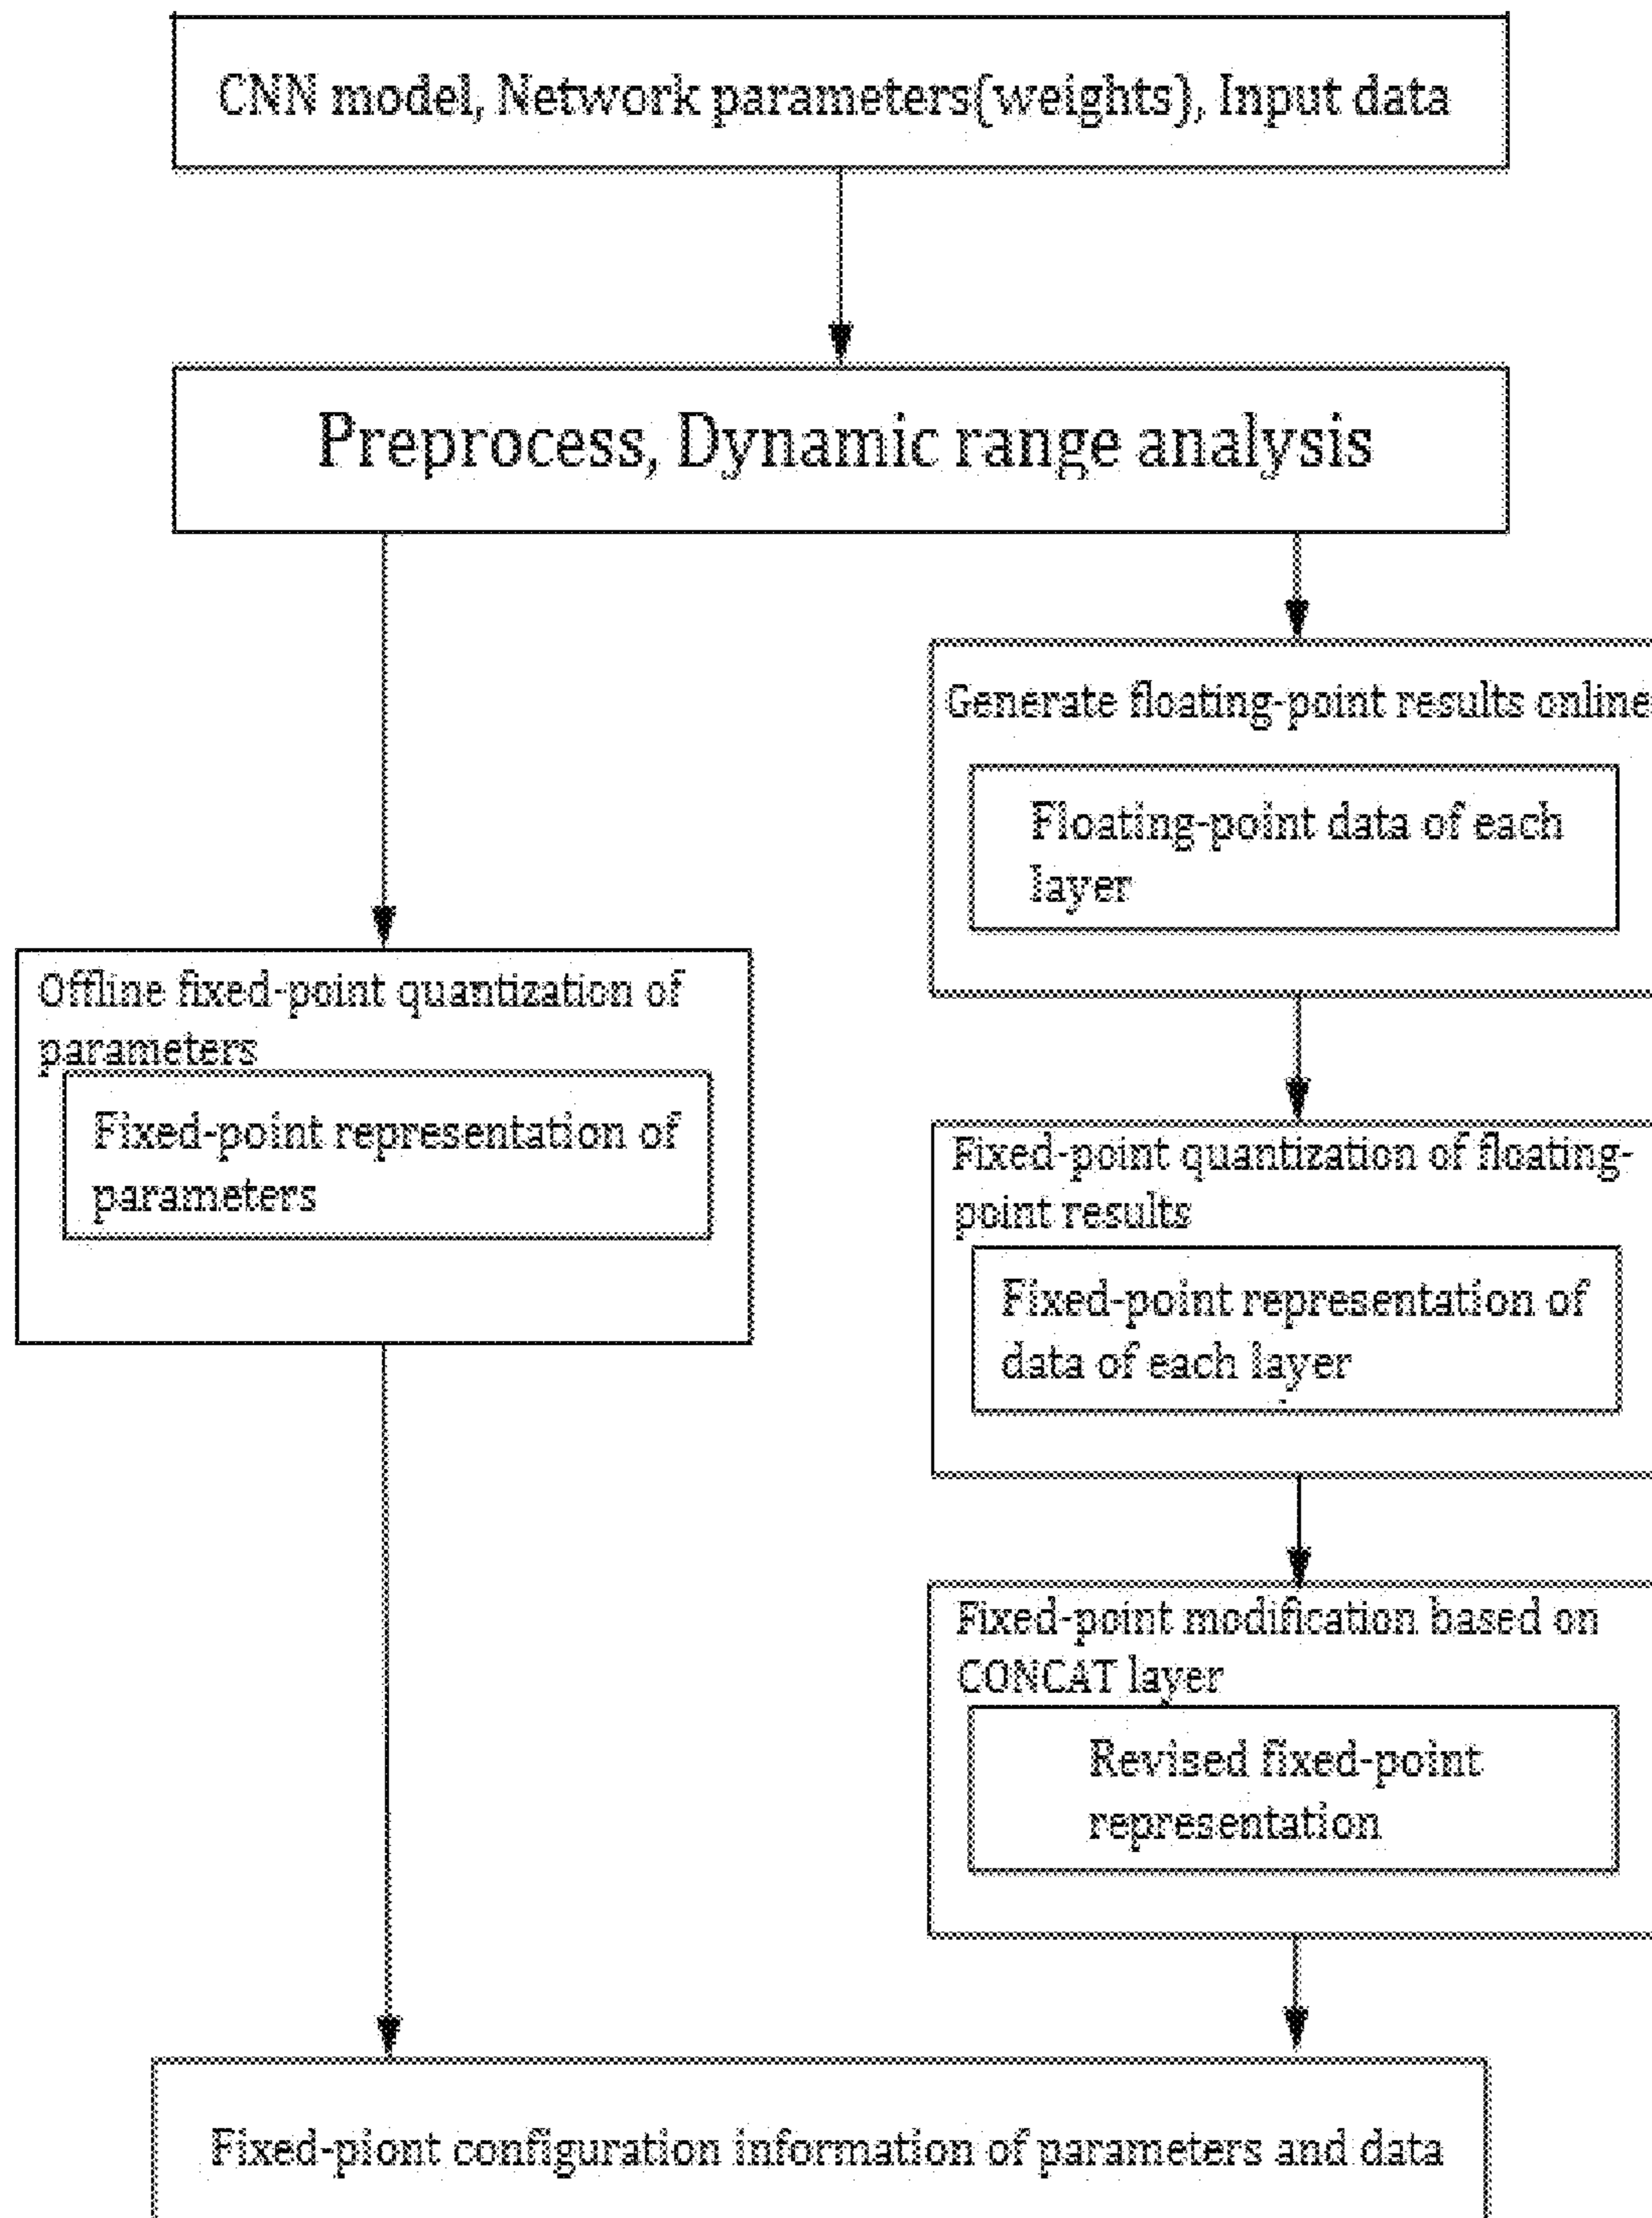 CNN model, Network parameters(weights), Input data
Preprocess, Dynamic range analysis
Generate floating-point results online
Floating-point data of each
layer
Offline fixed-point quantization of
parameters
Fixed-point representation of
parameters
Fixed-point quantization of floating-
point results
Fixed-point representation of
data of each layer
Fixed-point modification based on
CONCAT layer
Revised fixed-point
representation
Fixed-piont configuration information of parameters and data